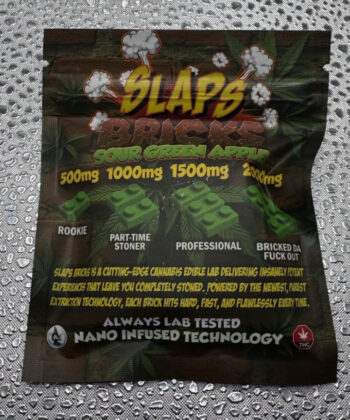 SLAPS
BRICKS
SOUR GREEN APPLE
500mg 1000mg 1500mg 2000mg
ROOKIE
PART-TIME
STONER
PROFESSIONAL
BRICKED DA
FUCK OUT
SLAPS BRICKS IS A CUTTING-EDGE CANNABIS EDIBLE LAB DELIVERING INSANELY POTENT
EXPERIENCES THAT LEAVE YOU COMPLETELY STONED. POWERED BY THE NEWEST, PUREST
EXTRACTION TECHNOLOGY, EACH BRICK HITS HARD, FAST, AND FLAWLESSLY EVERY TIME.
ALWAYS LAB TESTED
NANO INFUSED TECHNOLOGY
THC